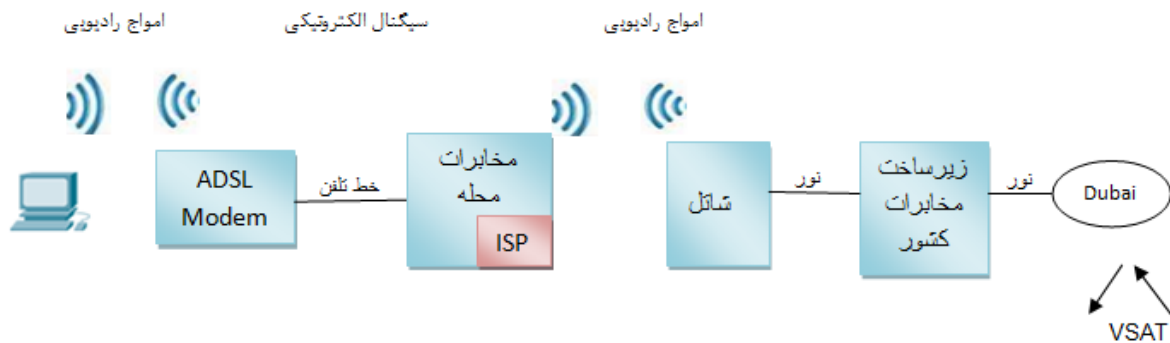 امواج رادیویی
سیگنال الکترونیکی
امواج رادیویی
ADSL
Modem
خط تلفن
مخابرات
محله
ISP
شاتل
نور
زیرساخت
مخابرات
کشور
نور
Dubai
VSAT